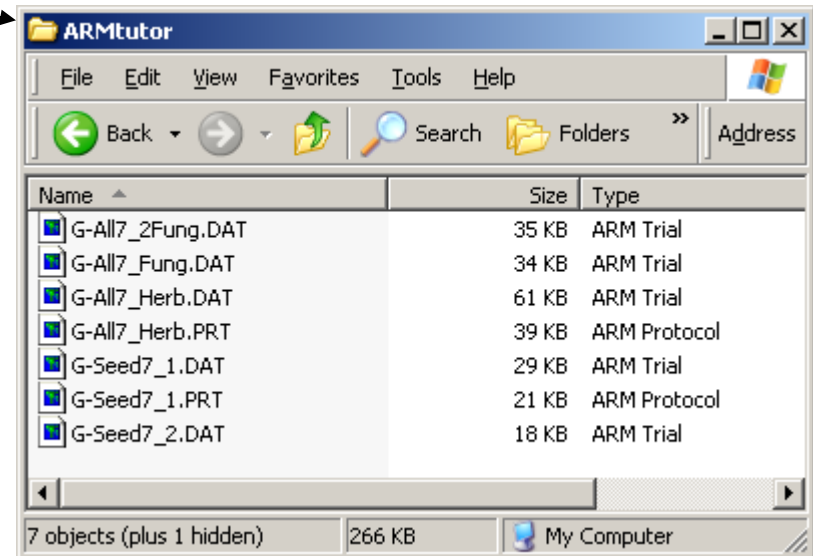 ARMtutor
File Edit View Favorites Tools Help
Back Search Folders » Address
Name Size Type
G-All7_2Fung.DAT 35 KB ARM Trial
G-All7_Fung.DAT 34 KB ARM Trial
G-All7_Herb.DAT 61 KB ARM Trial
G-All7_Herb.PRT 39 KB ARM Protocol
G-Seed7_1.DAT 29 KB ARM Trial
G-Seed7_1.PRT 21 KB ARM Protocol
G-Seed7_2.DAT 18 KB ARM Trial
7 objects (plus 1 hidden) 266 KB My Computer